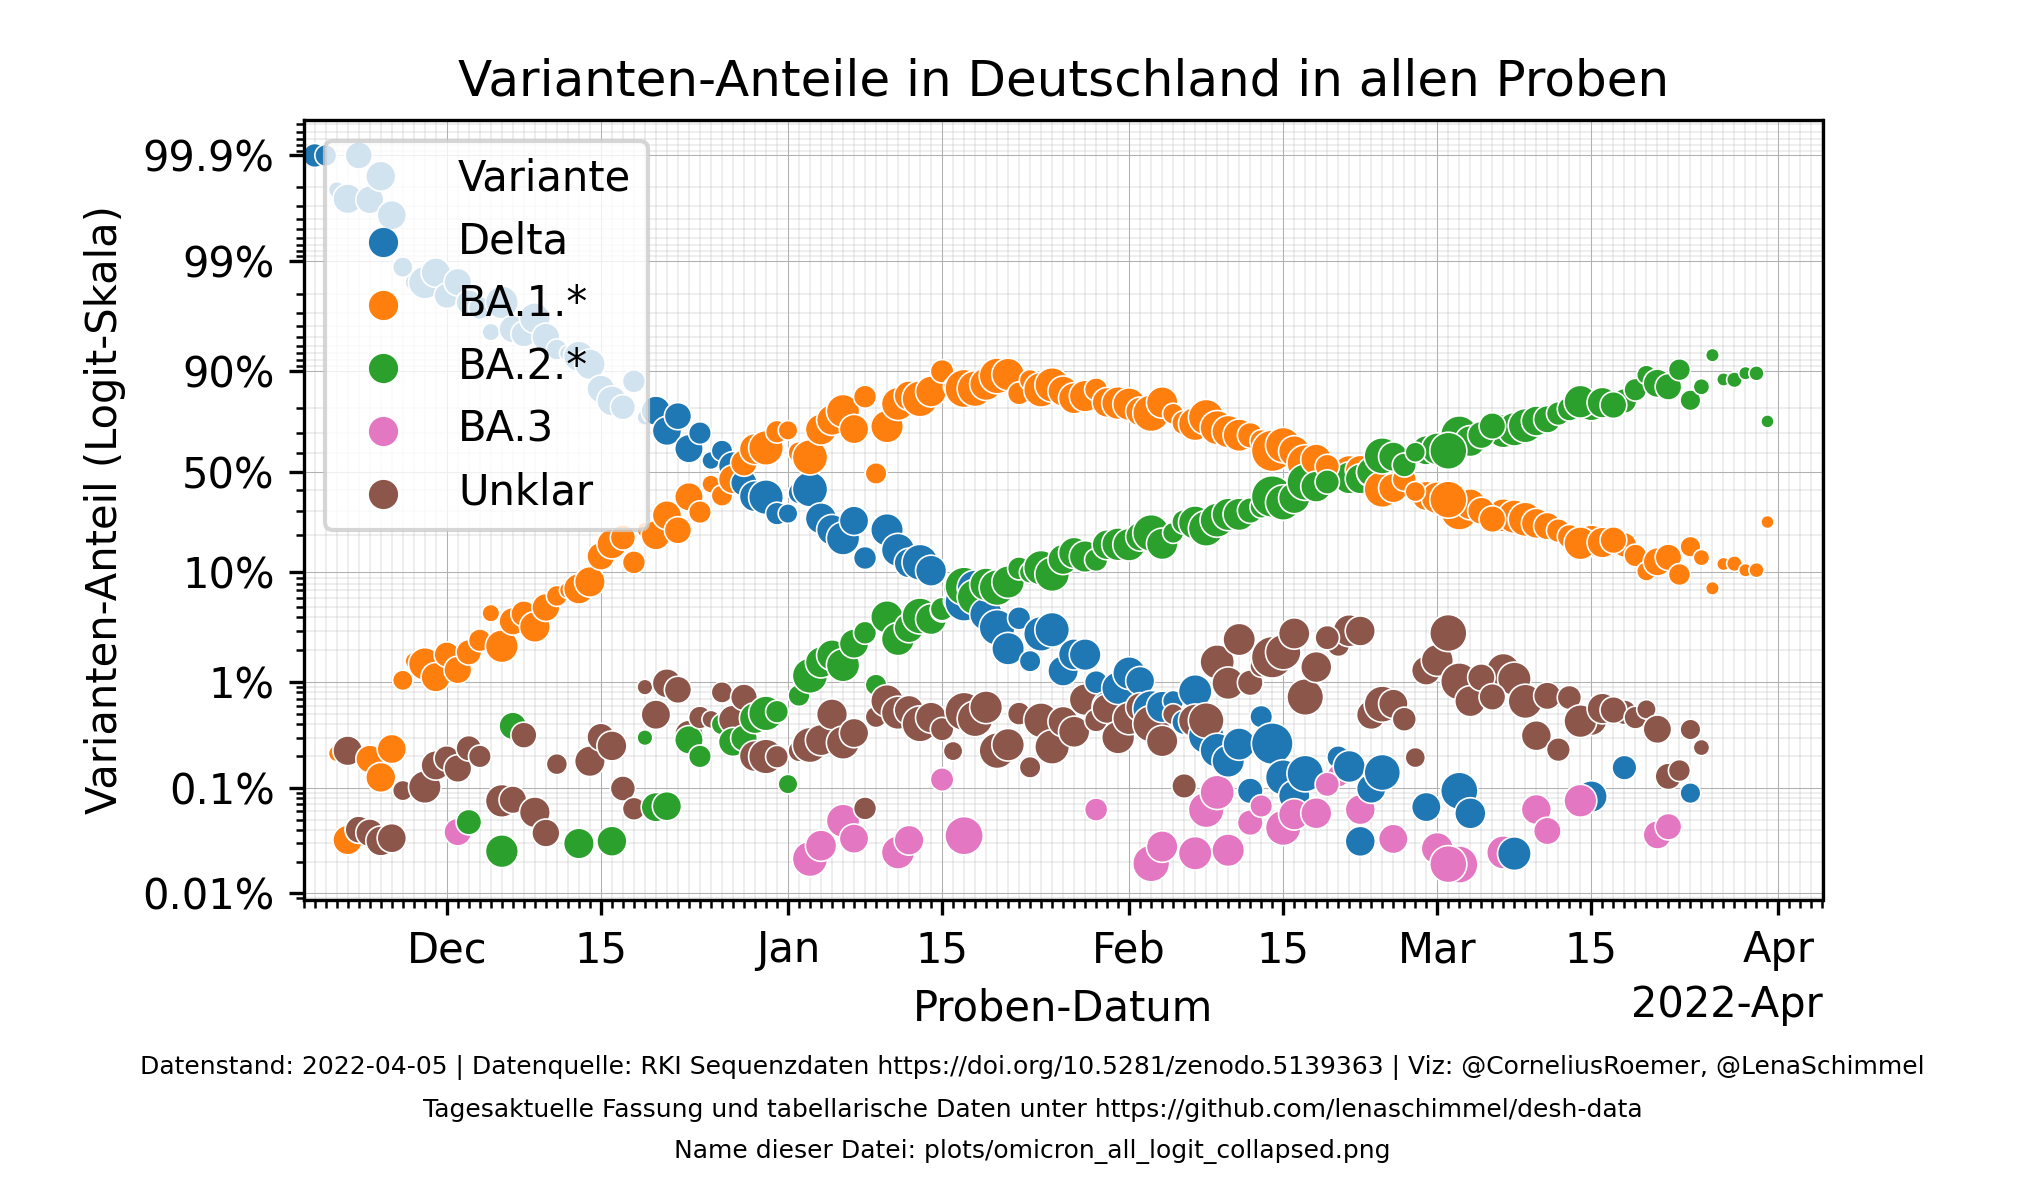 Varianten-Anteile in Deutschland in allen Proben
Varianten-Anteil (Logit-Skala)
99.9%
99%
90%
50%
10%
1%
0.1%
0.01%
Variante
Delta
BA.1.*
BA.2.*
BA.3
Unklar
Dec 15 Jan 15 Feb 15 Mar 15 Apr
Proben-Datum
2022-Apr
Datenstand: 2022-04-05 | Datenquelle: RKI Sequenzdaten https://doi.org/10.5281/zenodo.5139363 | Viz: @CorneliusRoemer, @LenaSchimmel
Tagesaktuelle Fassung und tabellarische Daten unter https://github.com/lenaschimmel/desh-data
Name dieser Datei: plots/omicron_all_logit_collapsed.png